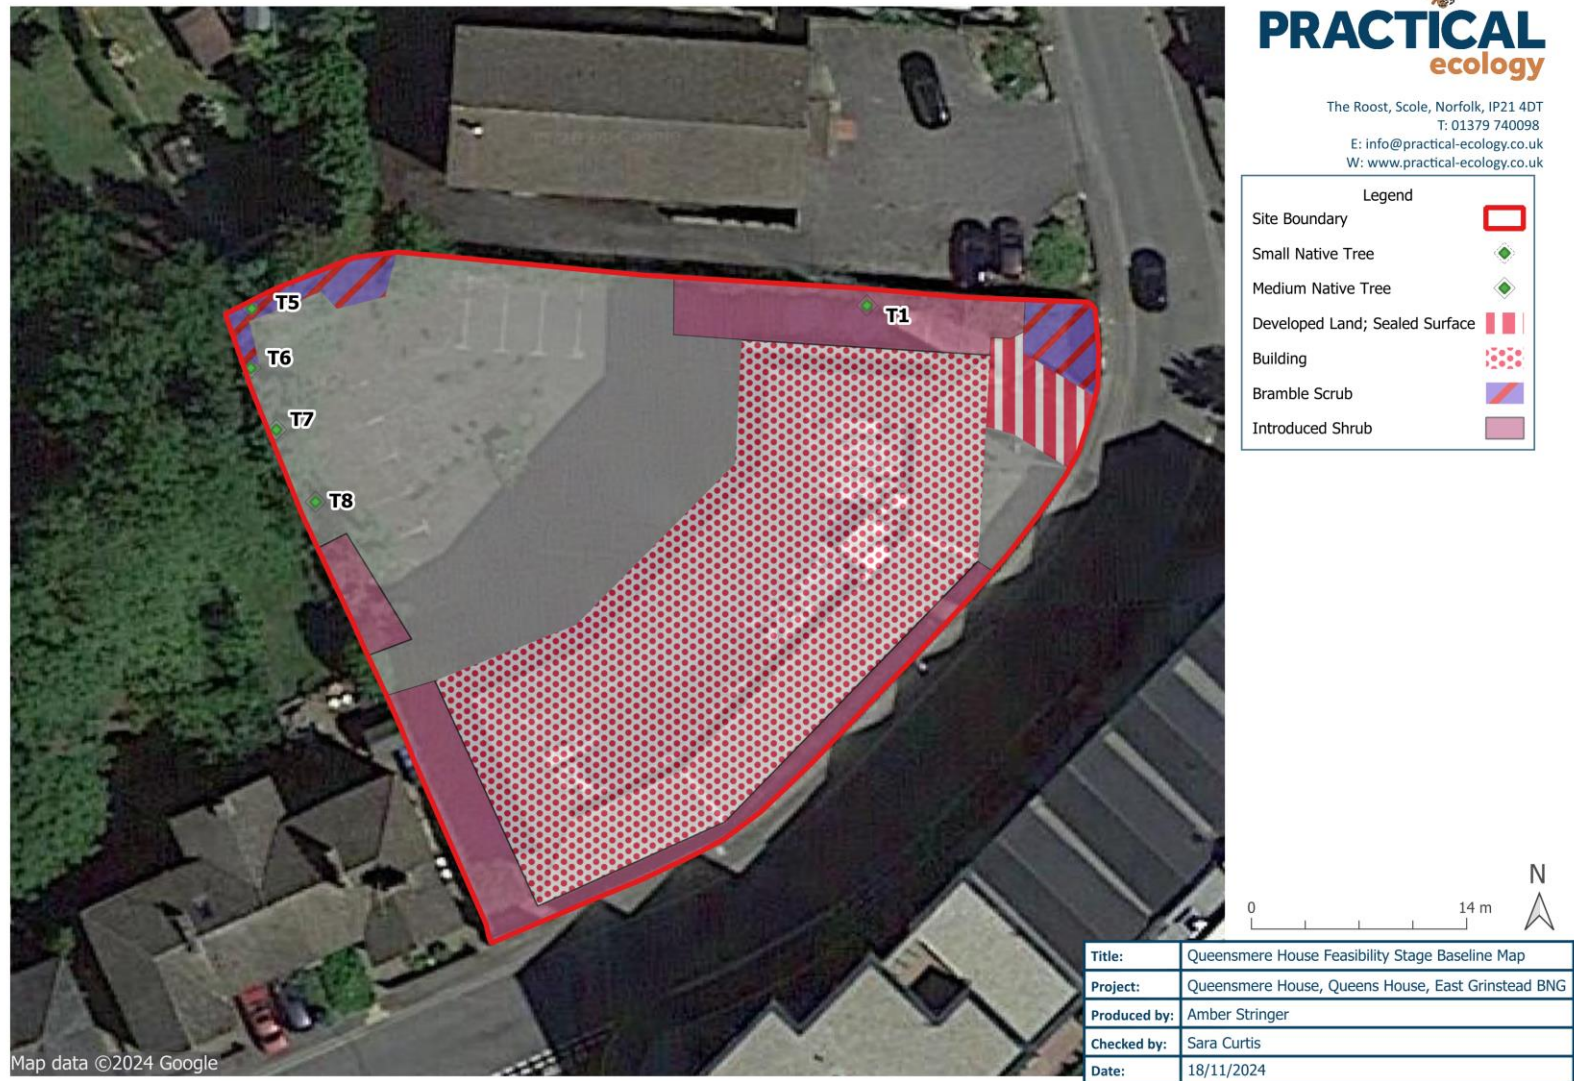 PRACTICAL
ecology
The Roost, Scole, Norfolk, IP21 4DT
T: 01379 740098
E: info@practical-ecology.co.uk
W: www.practical-ecology.co.uk
Legend
Site Boundary
Small Native Tree
Medium Native Tree
Developed Land; Sealed Surface
Building
Bramble Scrub
Introduced Shrub
T5
T1
T6
T7
T8
N
0 14 m
Title: Queensmere House Feasibility Stage Baseline Map
Project: Queensmere House, Queens House, East Grinstead BNG
Produced by: Amber Stringer
Checked by: Sara Curtis
Date: 18/11/2024
Map data ©2024 Google